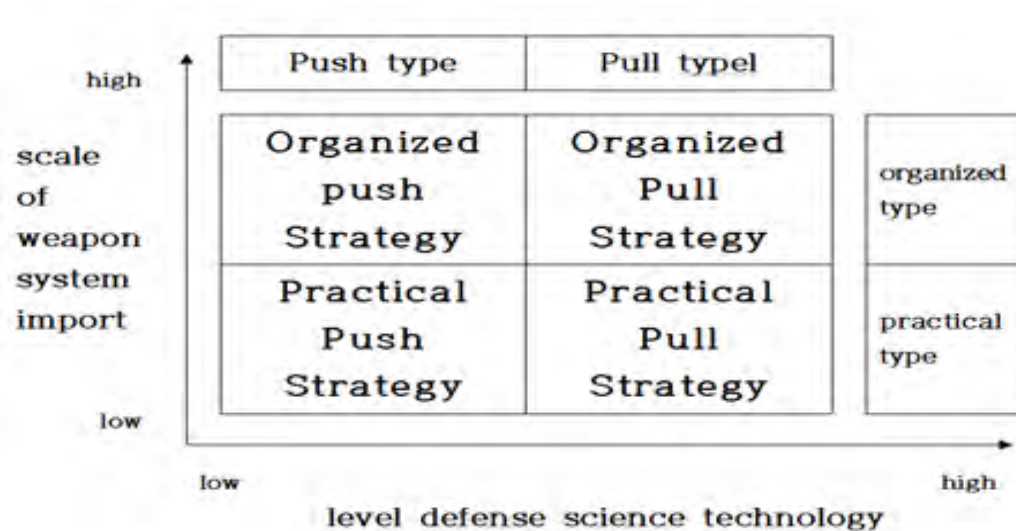 high
Push type
Pull typel
scale
of
weapon
system
import
Organized
push
Strategy
Organized
Pull
Strategy
organized
type
Practical
Push
Strategy
Practical
Pull
Strategy
practical
type
low
low
high
level defense science technology